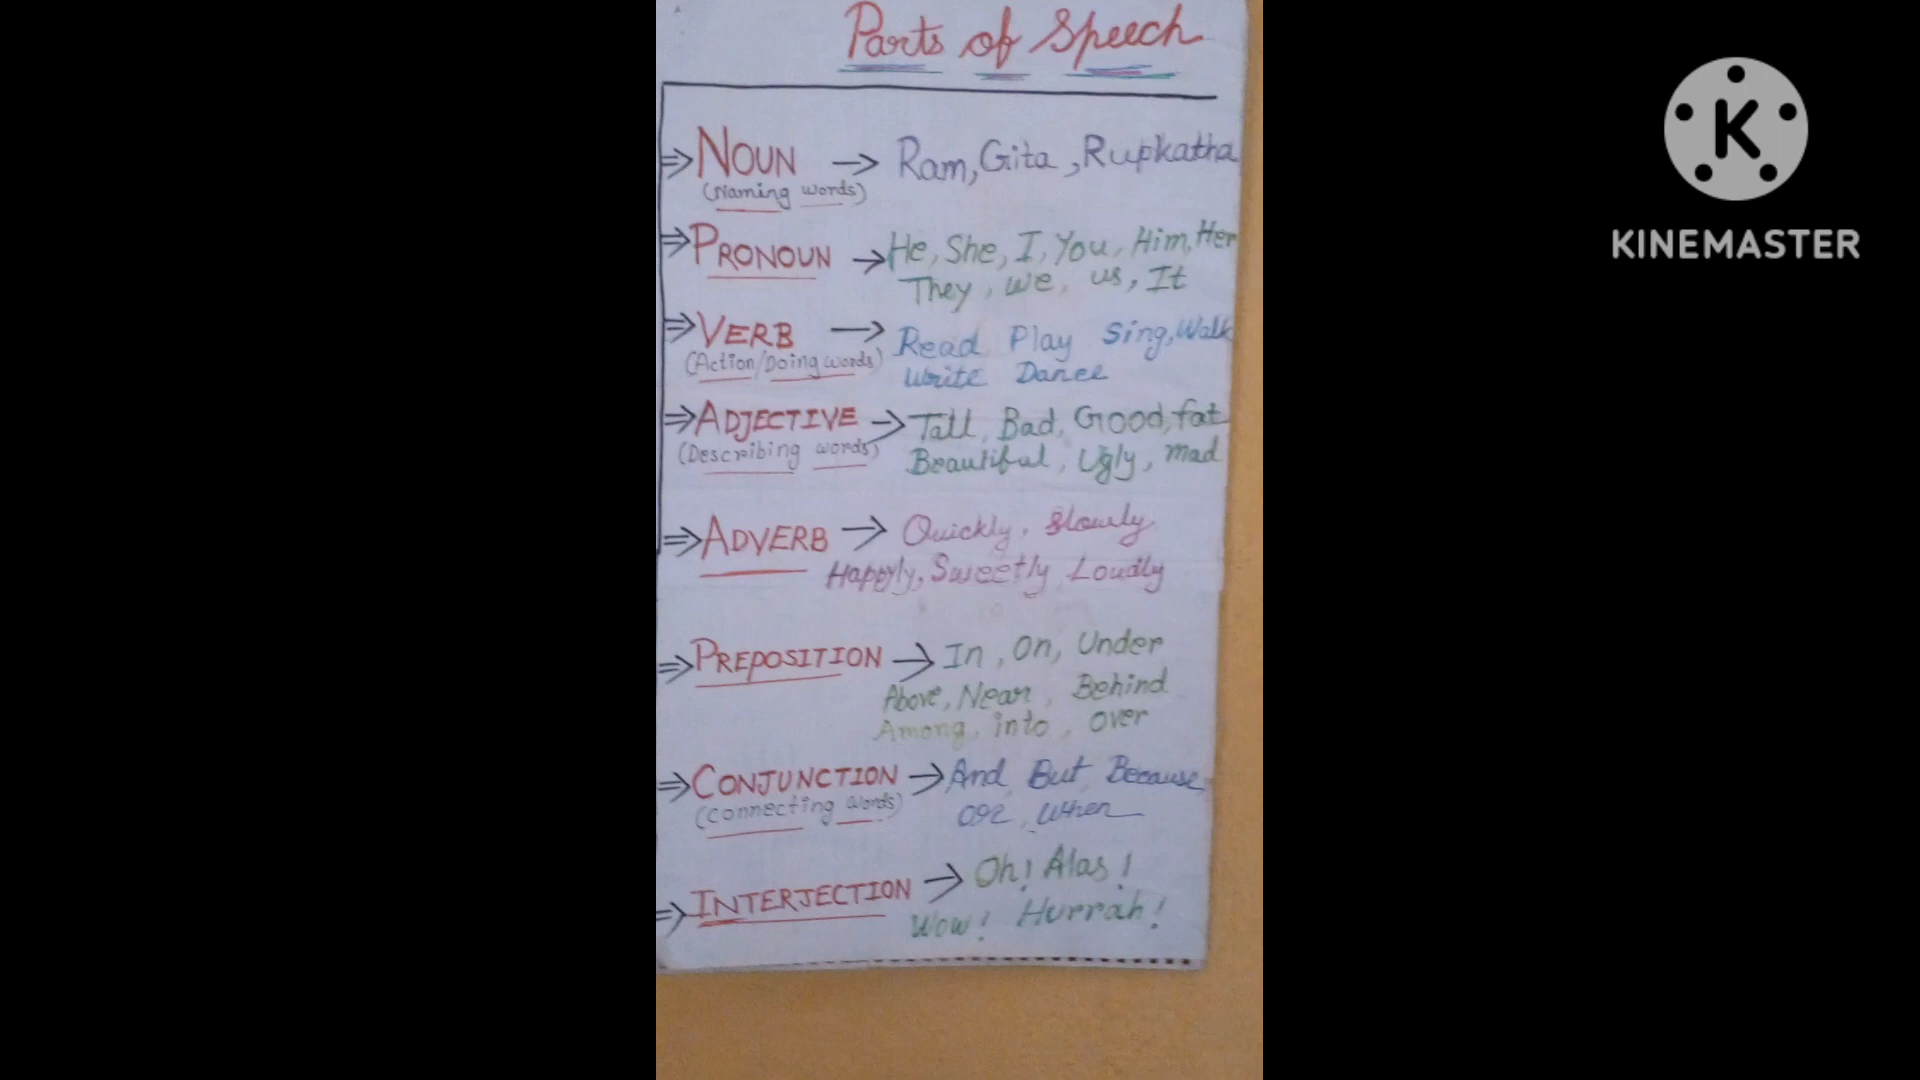 Parts of Speech
⇒ NOUN → Ram, Gita, Rupkatha
(Naming words)
⇒ PRONOUN → He, She, I, You, Him, Her
They, we, us, It
⇒ VERB → Read Play Sing, Walk
(Action/Doing words)
Write Dance
⇒ ADJECTIVE → Tall, Bad, Good, fat
(Describing words)
Beautiful, Ugly, mad
⇒ ADVERB → Quickly, Slowly
Happyly, Sweetly Loudly
⇒ PREPOSITION → In, On, Under
Above, Near, Behind
Among, into, over
⇒ CONJUNCTION → And But Because
(Connecting words)
Or, When
⇒ INTERJECTION → Oh! Alas!
Wow! Hurrah!
K
KINEMASTER